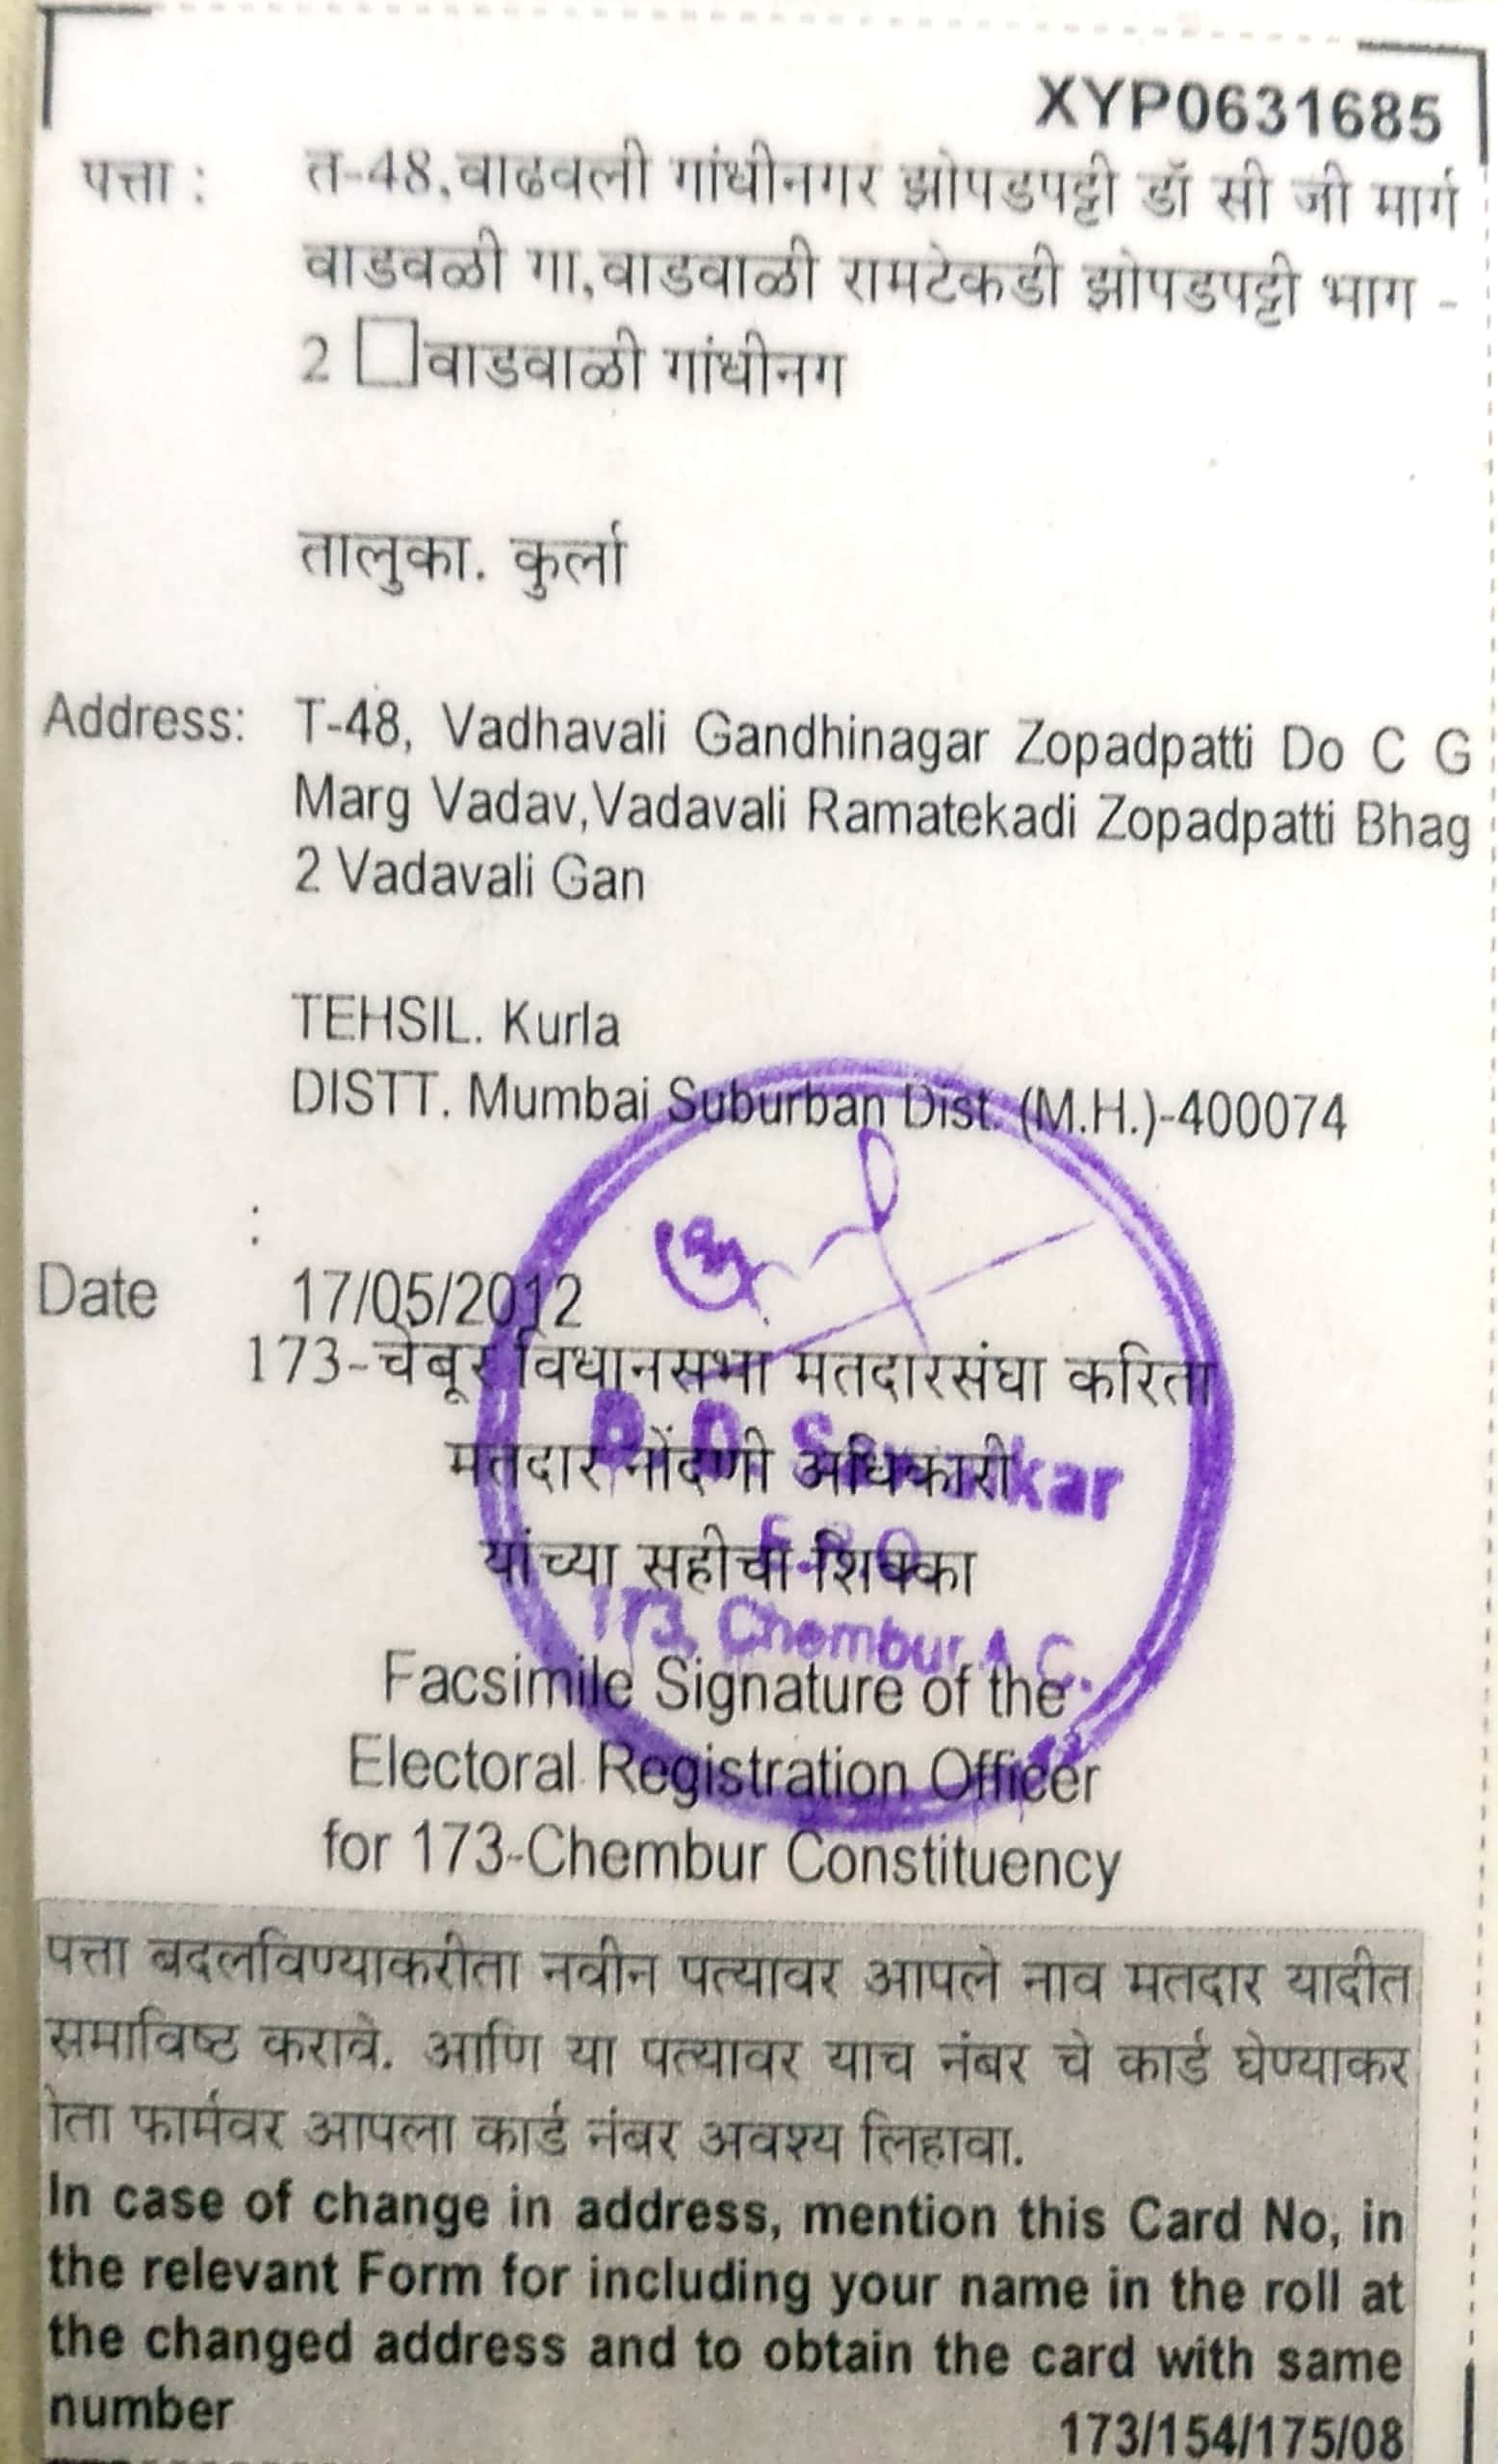 XYP0631685
पत्ता : त-48,वाढवली गांधीनगर झोपडपट्टी डॉ सी जी मार्ग
वाडवळी गा,वाडवाळी रामटेकडी झोपडपट्टी भाग -
2 □वाडवाळी गांधीनग
तालुका. कुर्ला
Address: T-48, Vadhavali Gandhinagar Zopadpatti Do C G
Marg Vadav,Vadavali Ramatekadi Zopadpatti Bhag
2 Vadavali Gan
TEHSIL. Kurla
DISTT. Mumbai Suburban Dist. (M.H.)-400074
:
Date 17/05/2012
173-चेंबूर विधानसभा मतदारसंघा करिता
मतदार नोंदणी अधिकारी
यांच्या सहीचा शिक्का
173, Chembur A.C.
Facsimile Signature of the
Electoral Registration Officer
for 173-Chembur Constituency
पत्ता बदलविण्याकरीता नवीन पत्यावर आपले नाव मतदार यादीत
समाविष्ट करावे. आणि या पत्यावर याच नंबर चे कार्ड घेण्याकर
ीता फार्मवर आपला कार्ड नंबर अवश्य लिहावा.
In case of change in address, mention this Card No, in
the relevant Form for including your name in the roll at
the changed address and to obtain the card with same
number 173/154/175/08